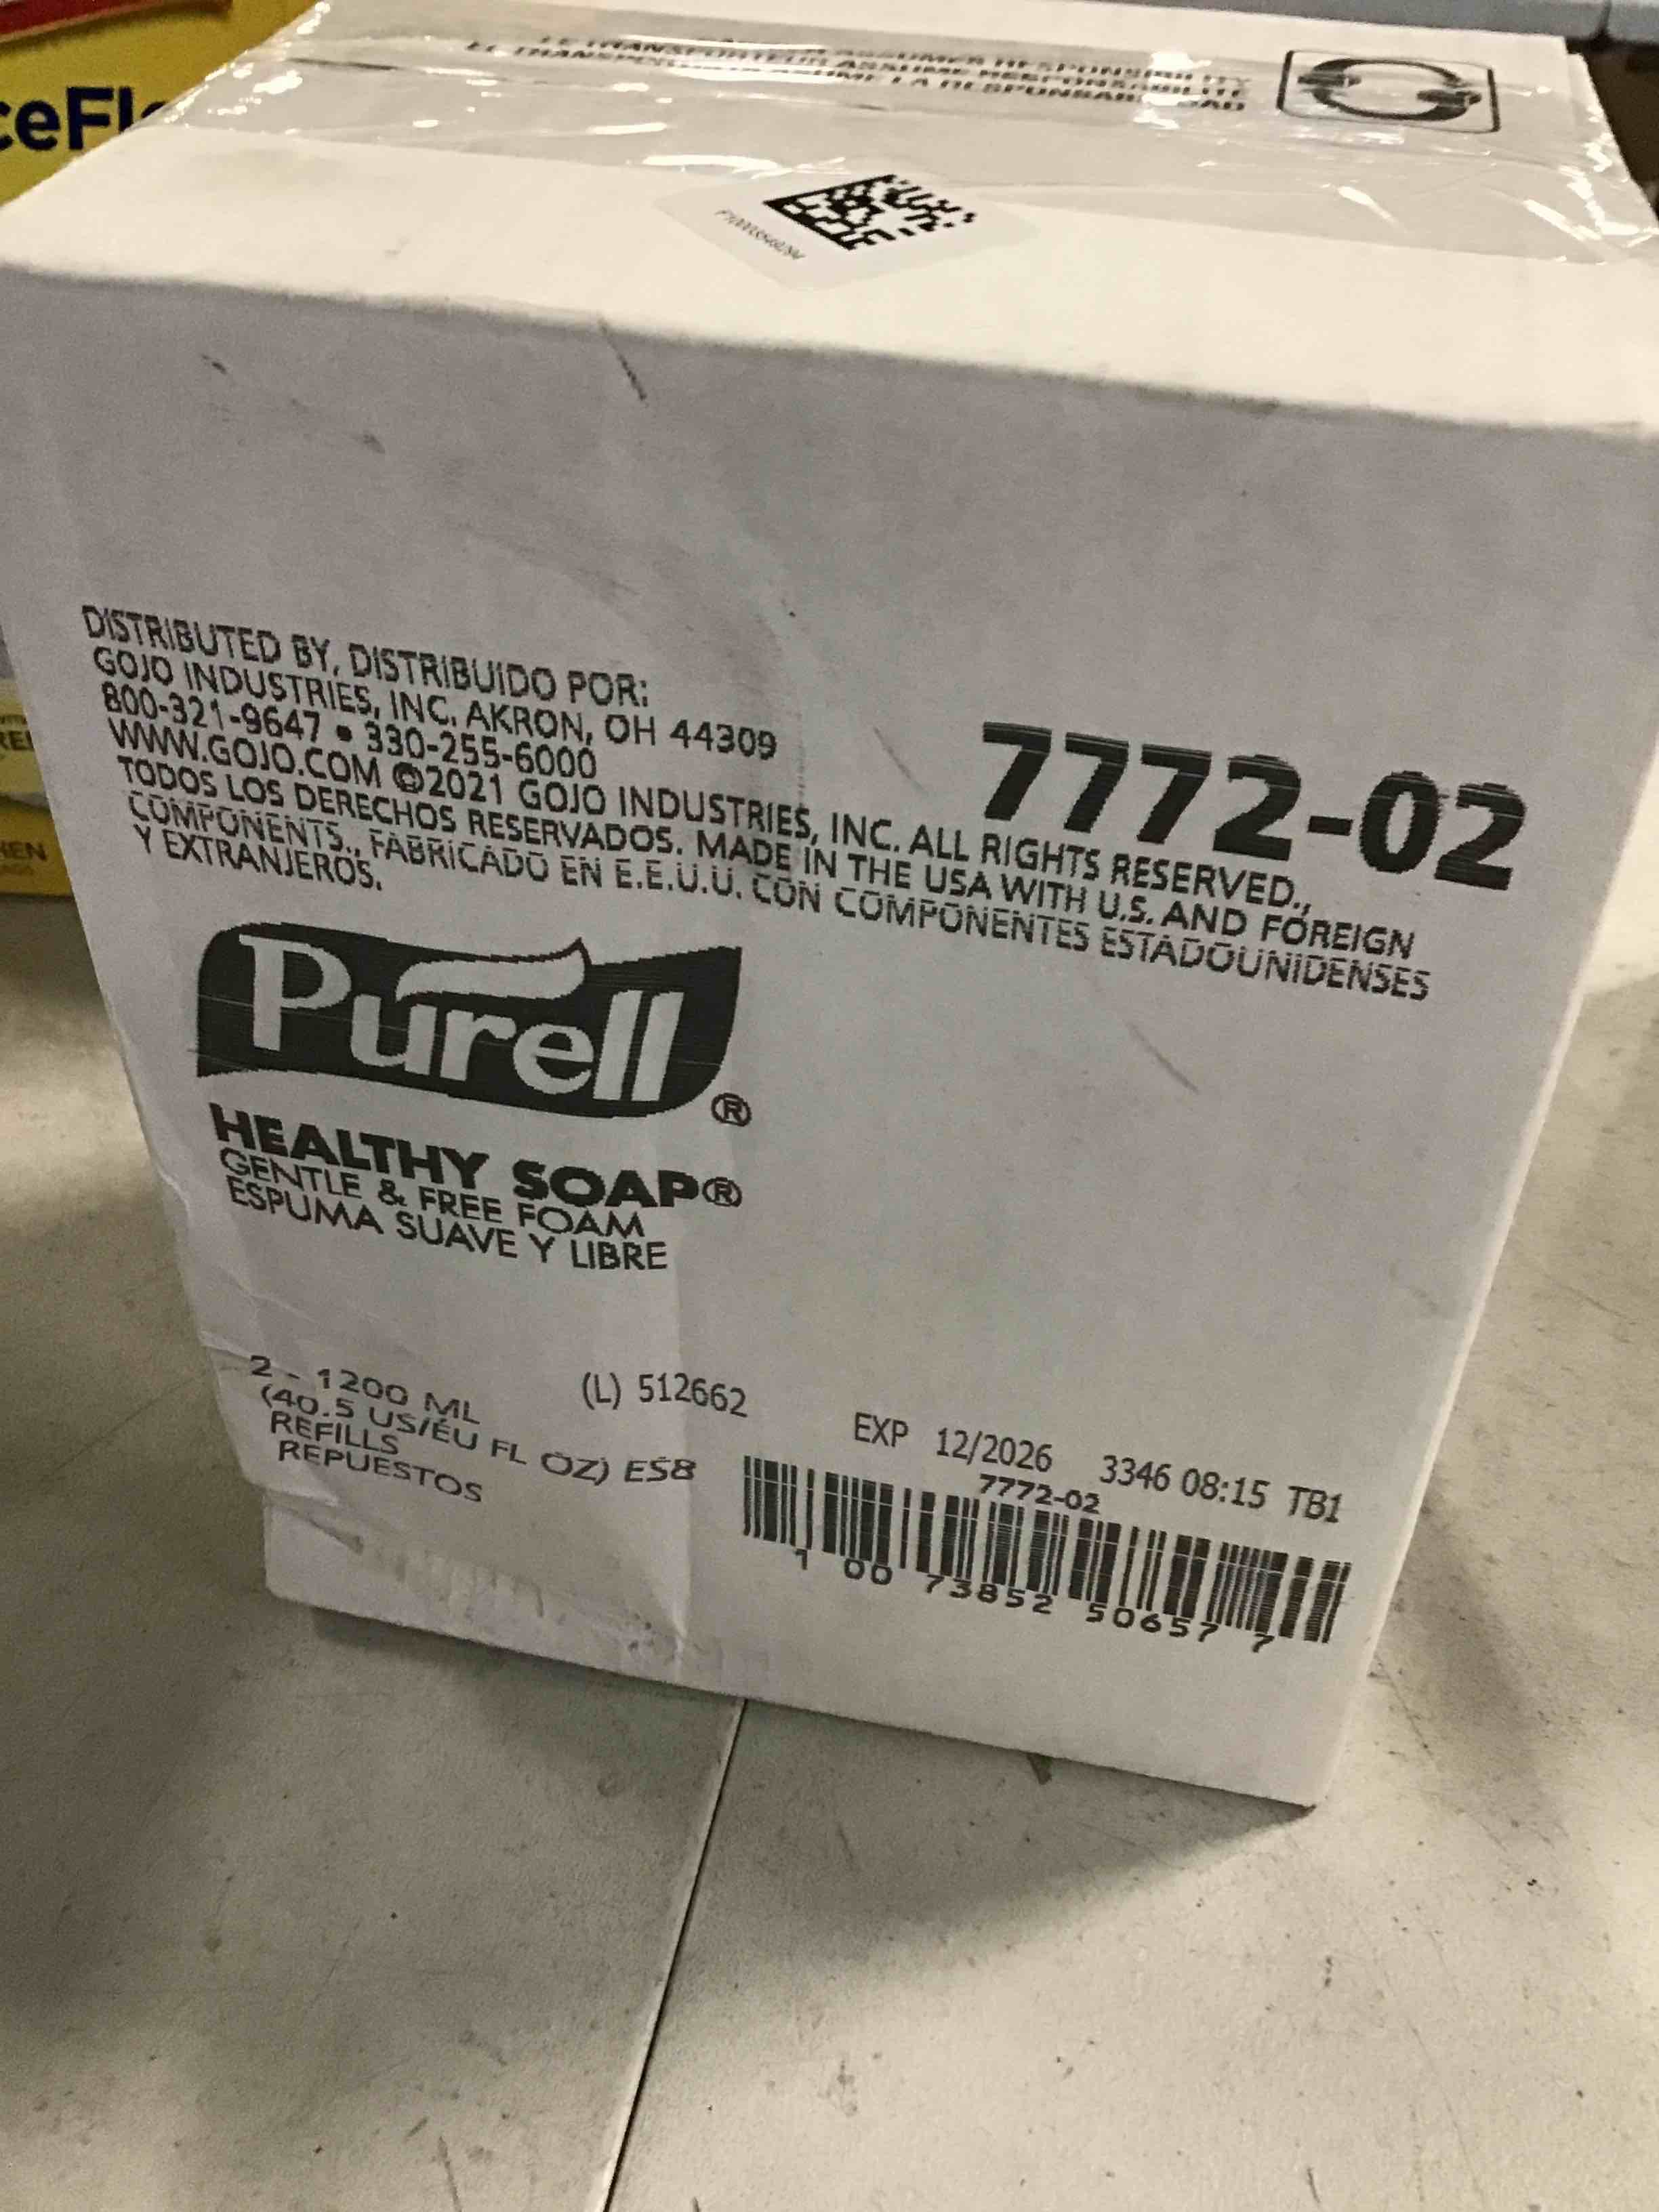 ceFl
DISTRIBUTED BY, DISTRIBUIDO POR:
GOJO INDUSTRIES, INC. AKRON, OH 44309
800-321-9647 • 330-255-6000
WWW.GOJO.COM ©2021 GOJO INDUSTRIES, INC. ALL RIGHTS RESERVED.,
TODOS LOS DERECHOS RESERVADOS. MADE IN THE USA WITH U.S. AND FOREIGN
COMPONENTS., FABRICADO EN E.E.U.U. CON COMPONENTES ESTADOUNIDENSES
Y EXTRANJEROS.
7772-02
PURELL®
HEALTHY SOAP®
GENTLE & FREE FOAM
ESPUMA SUAVE Y LIBRE
2 - 1200 ML
(40.5 US/ÉU FL OZ) ES8
REFILLS
REPUESTOS
(L) 512662
EXP 12/2026 3346 08:15 TB1
7772-02
1 00 73852 50657 7